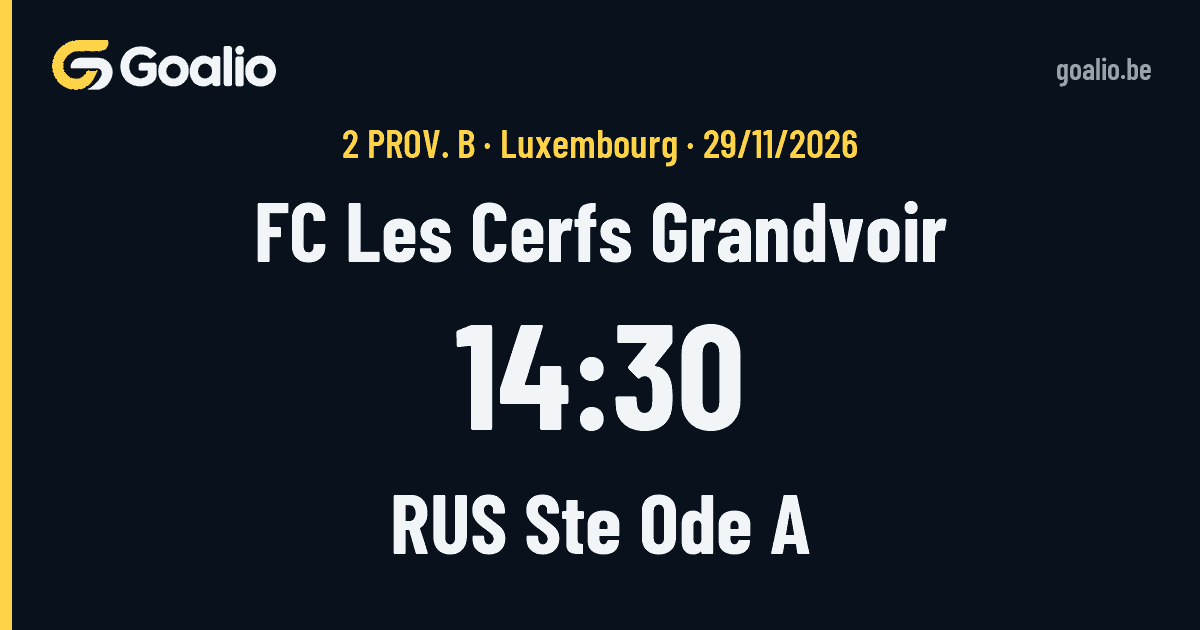 Goalio
goalio.be
2 PROV. B · Luxembourg · 29/11/2026
FC Les Cerfs Grandvoir
14:30
RUS Ste Ode A